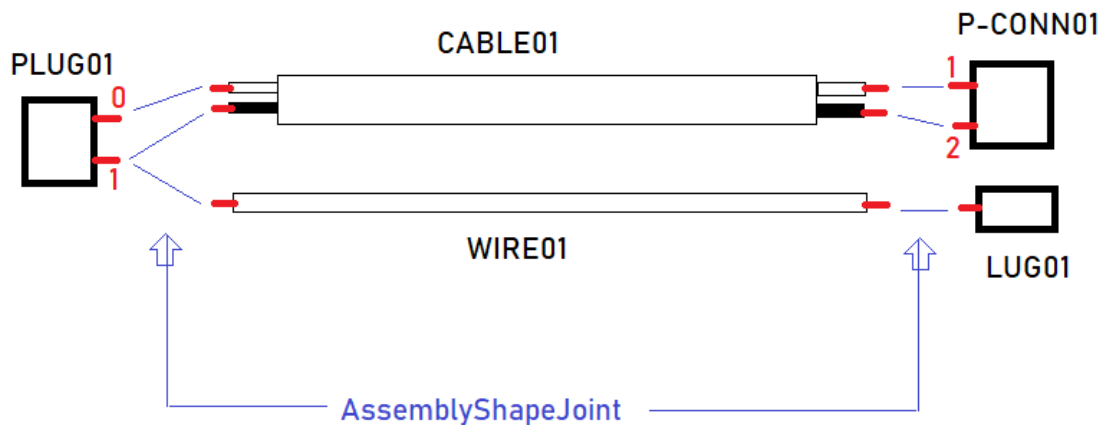 P-CONN01
CABLE01
PLUG01
0
1
1
2
WIRE01
LUG01
AssemblyShapeJoint